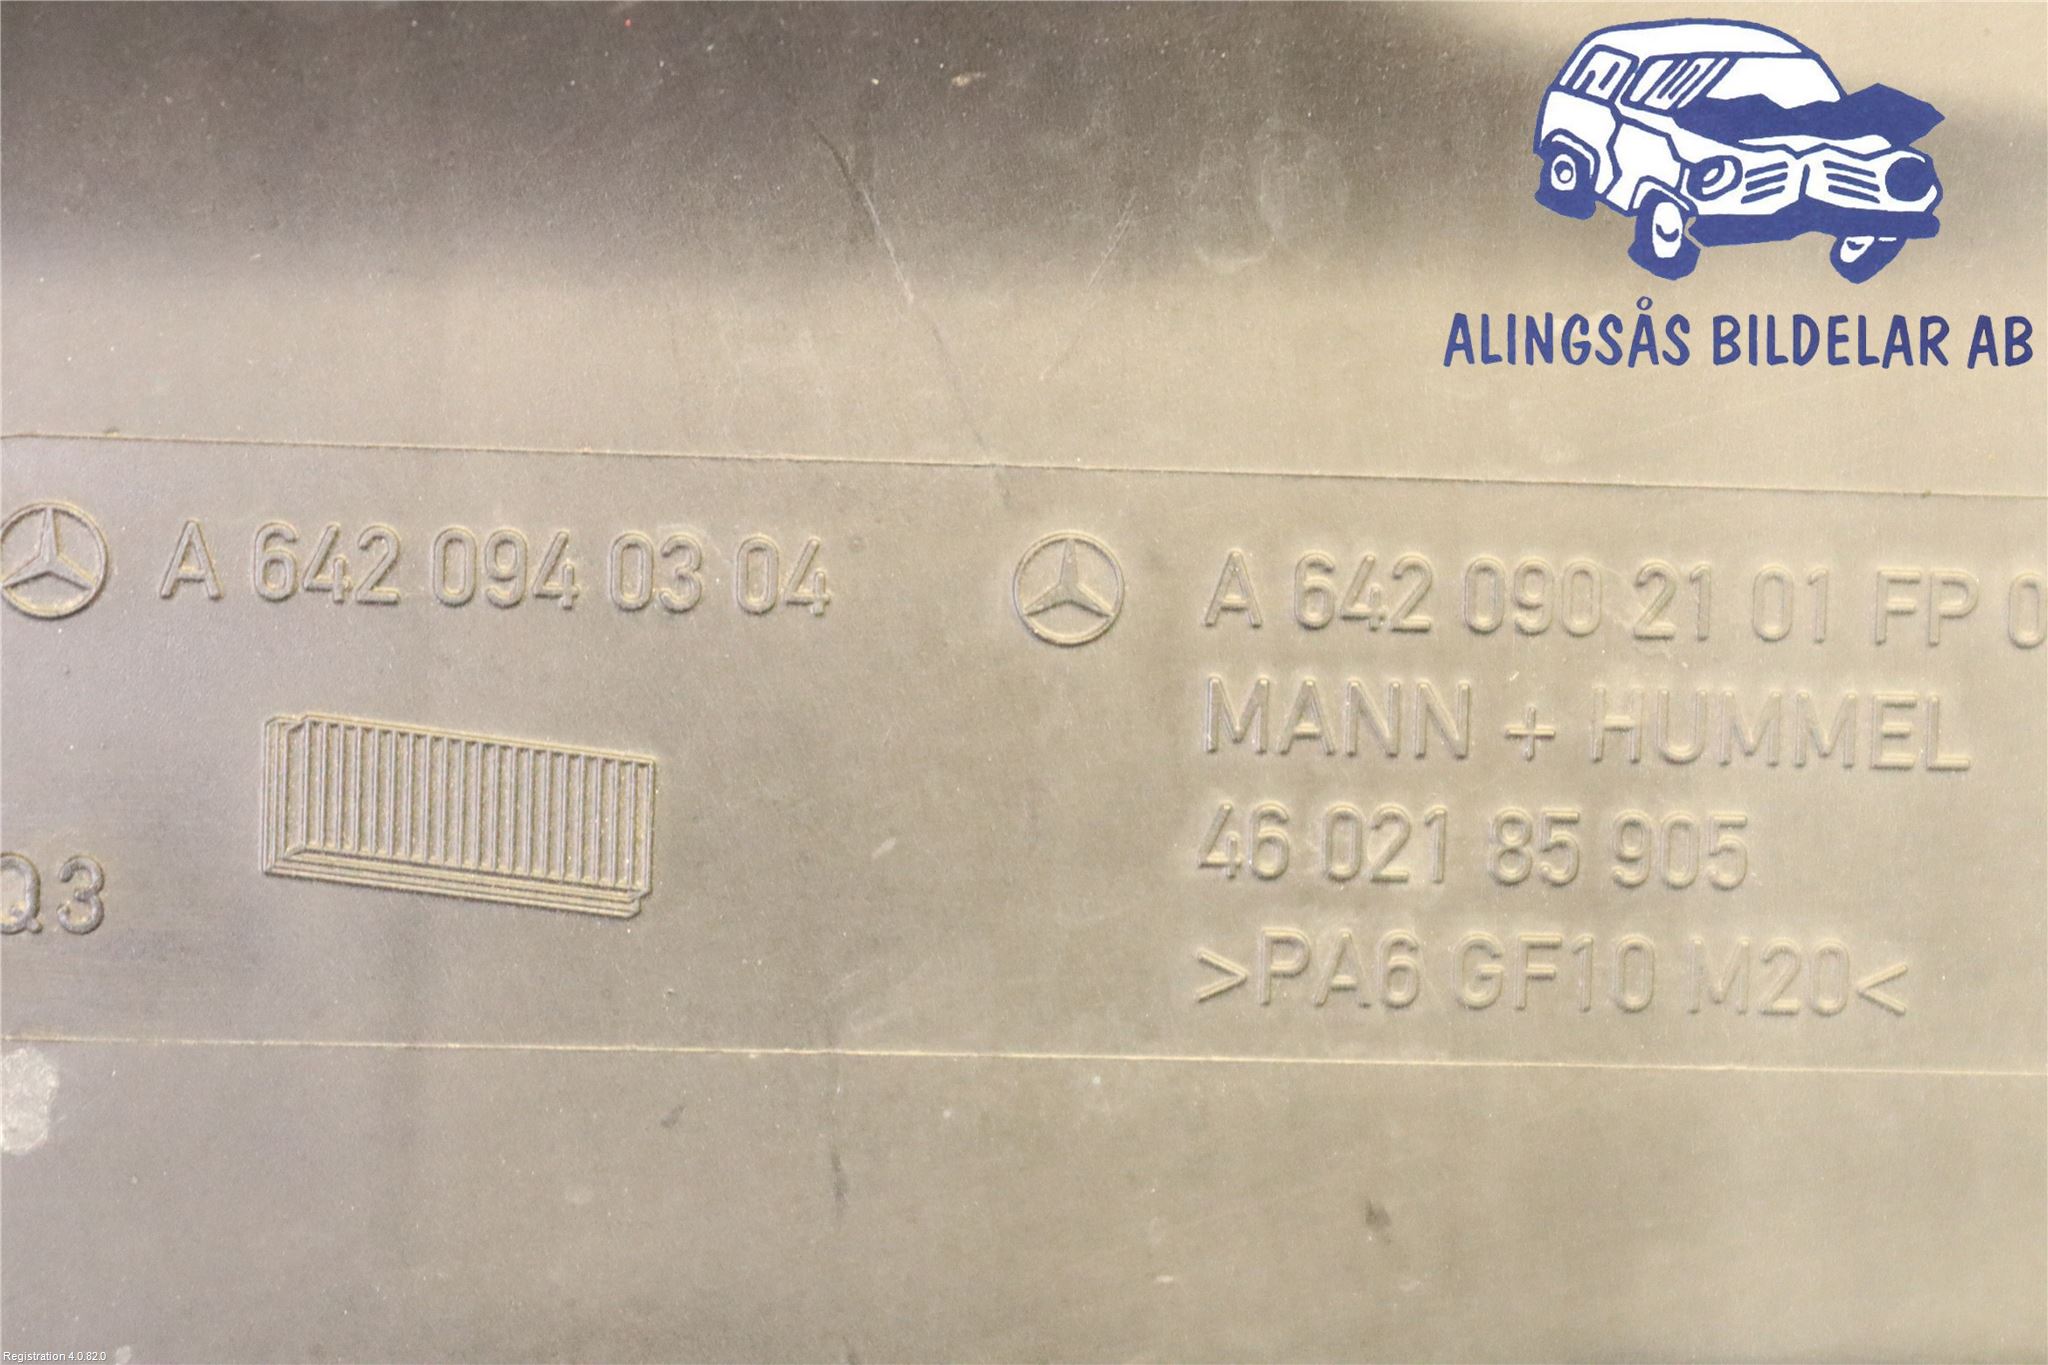 ALINGSÅS BILDELAR AB
A 642 094 03 04
A 642 090 21 01 FP 0
MANN + HUMMEL
46 021 85 905
Q3
>PA6 GF10 M20<
Registration 4.0.82.0